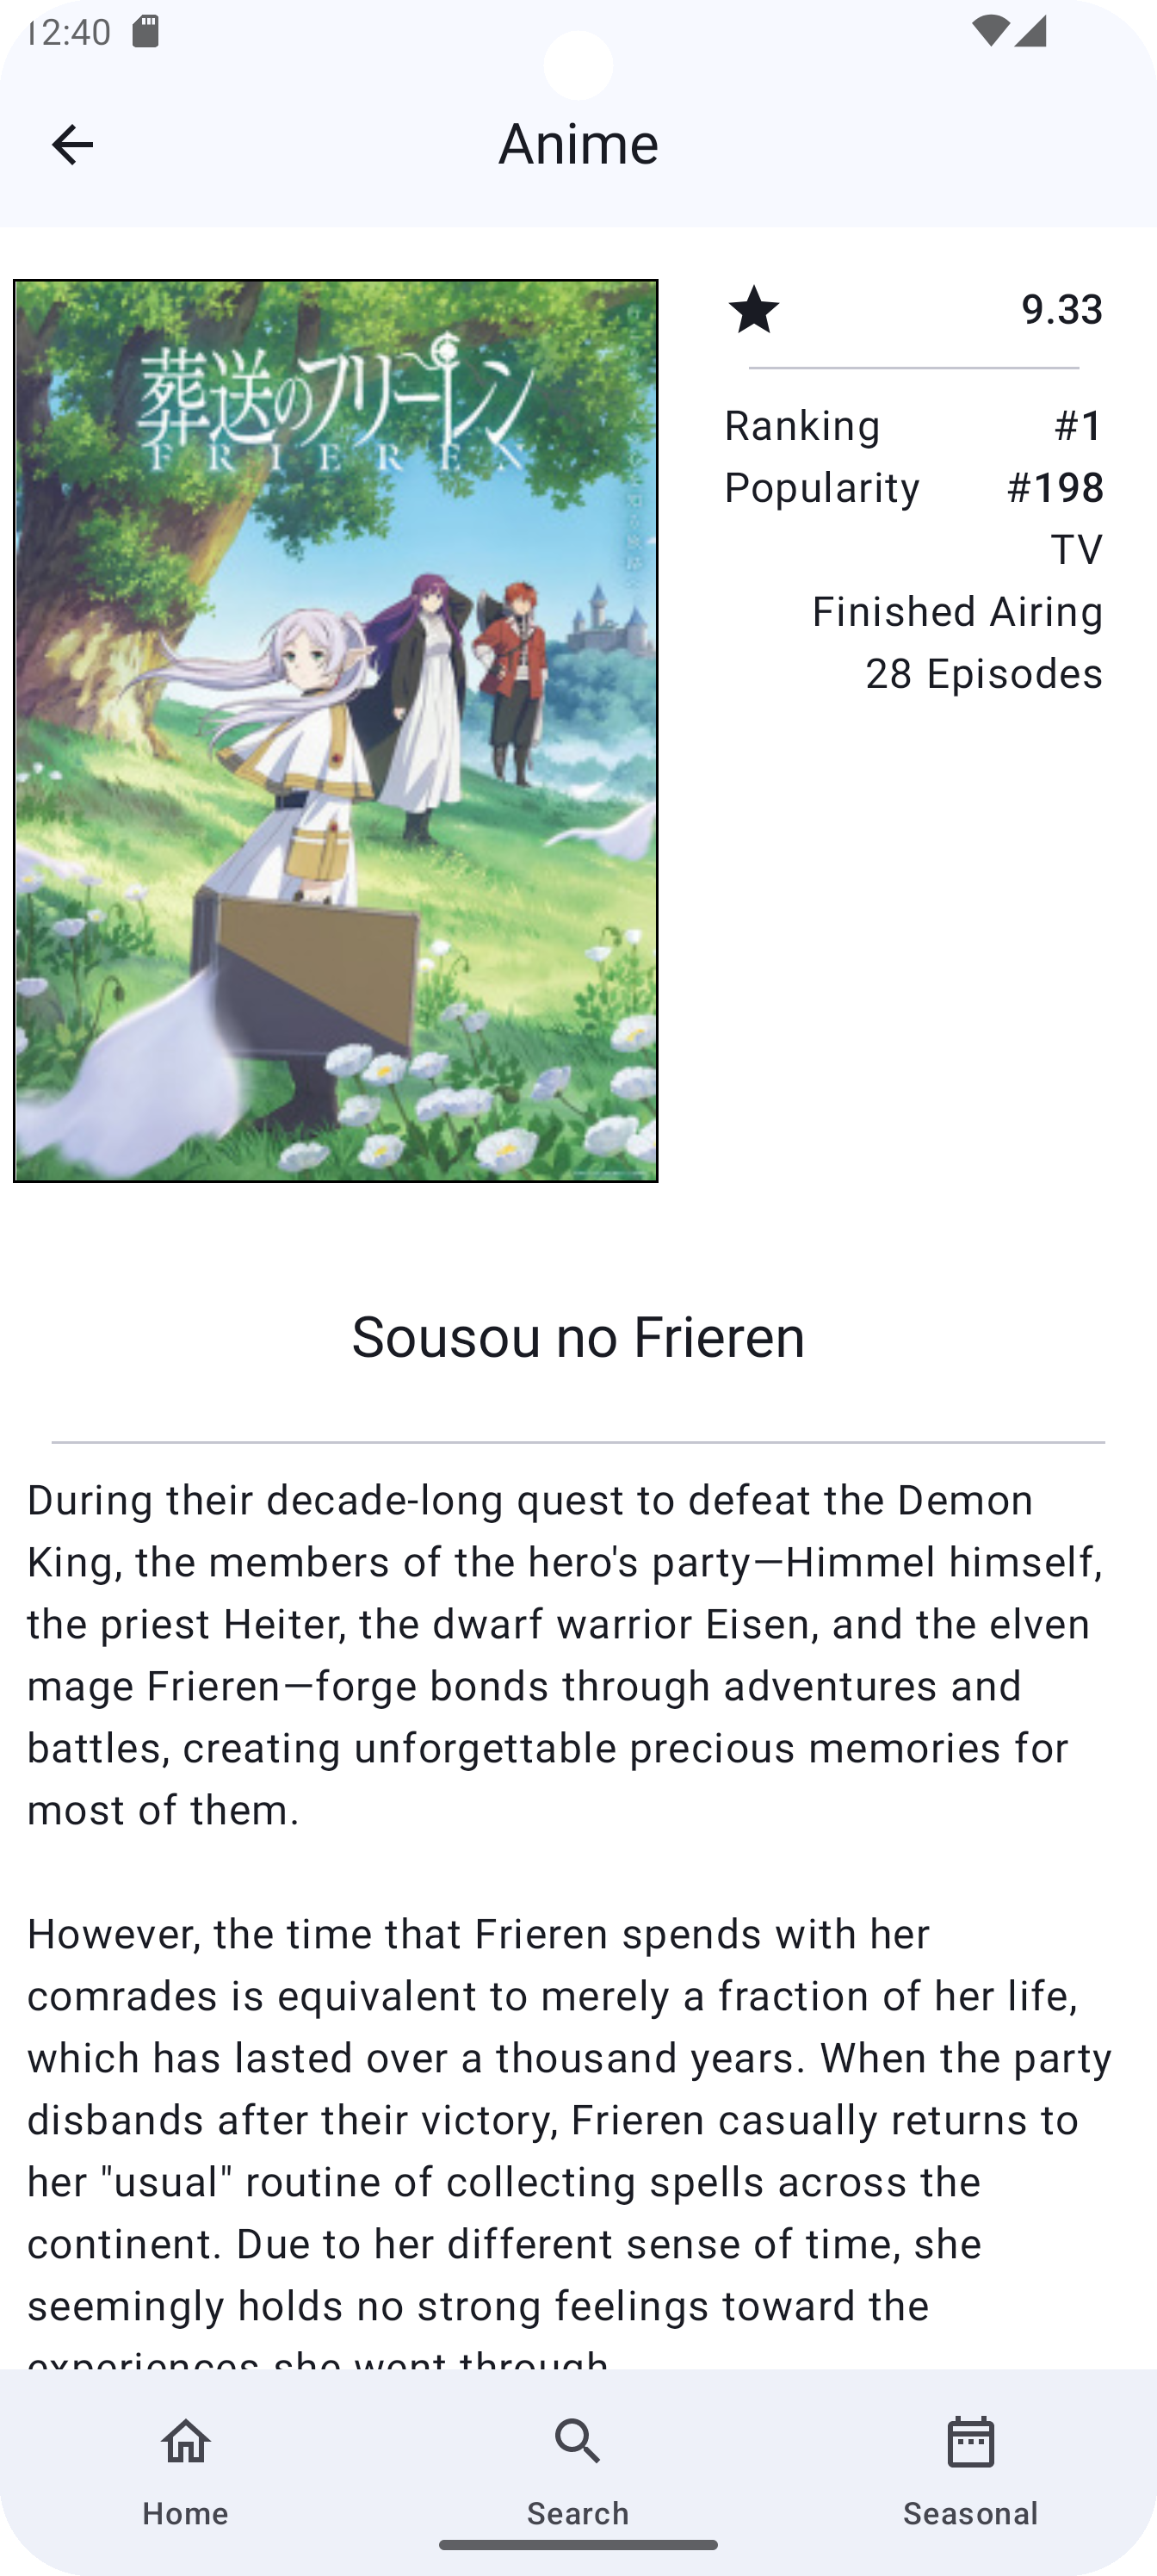 12:40
Anime
葬送のフリーレン
FRIEREN
9.33
Ranking #1
Popularity #198
TV
Finished Airing
28 Episodes
Sousou no Frieren
During their decade-long quest to defeat the Demon
King, the members of the hero's party—Himmel himself,
the priest Heiter, the dwarf warrior Eisen, and the elven
mage Frieren—forge bonds through adventures and
battles, creating unforgettable precious memories for
most of them.
However, the time that Frieren spends with her
comrades is equivalent to merely a fraction of her life,
which has lasted over a thousand years. When the party
disbands after their victory, Frieren casually returns to
her "usual" routine of collecting spells across the
continent. Due to her different sense of time, she
seemingly holds no strong feelings toward the
experiences she went through.
Home
Search
Seasonal